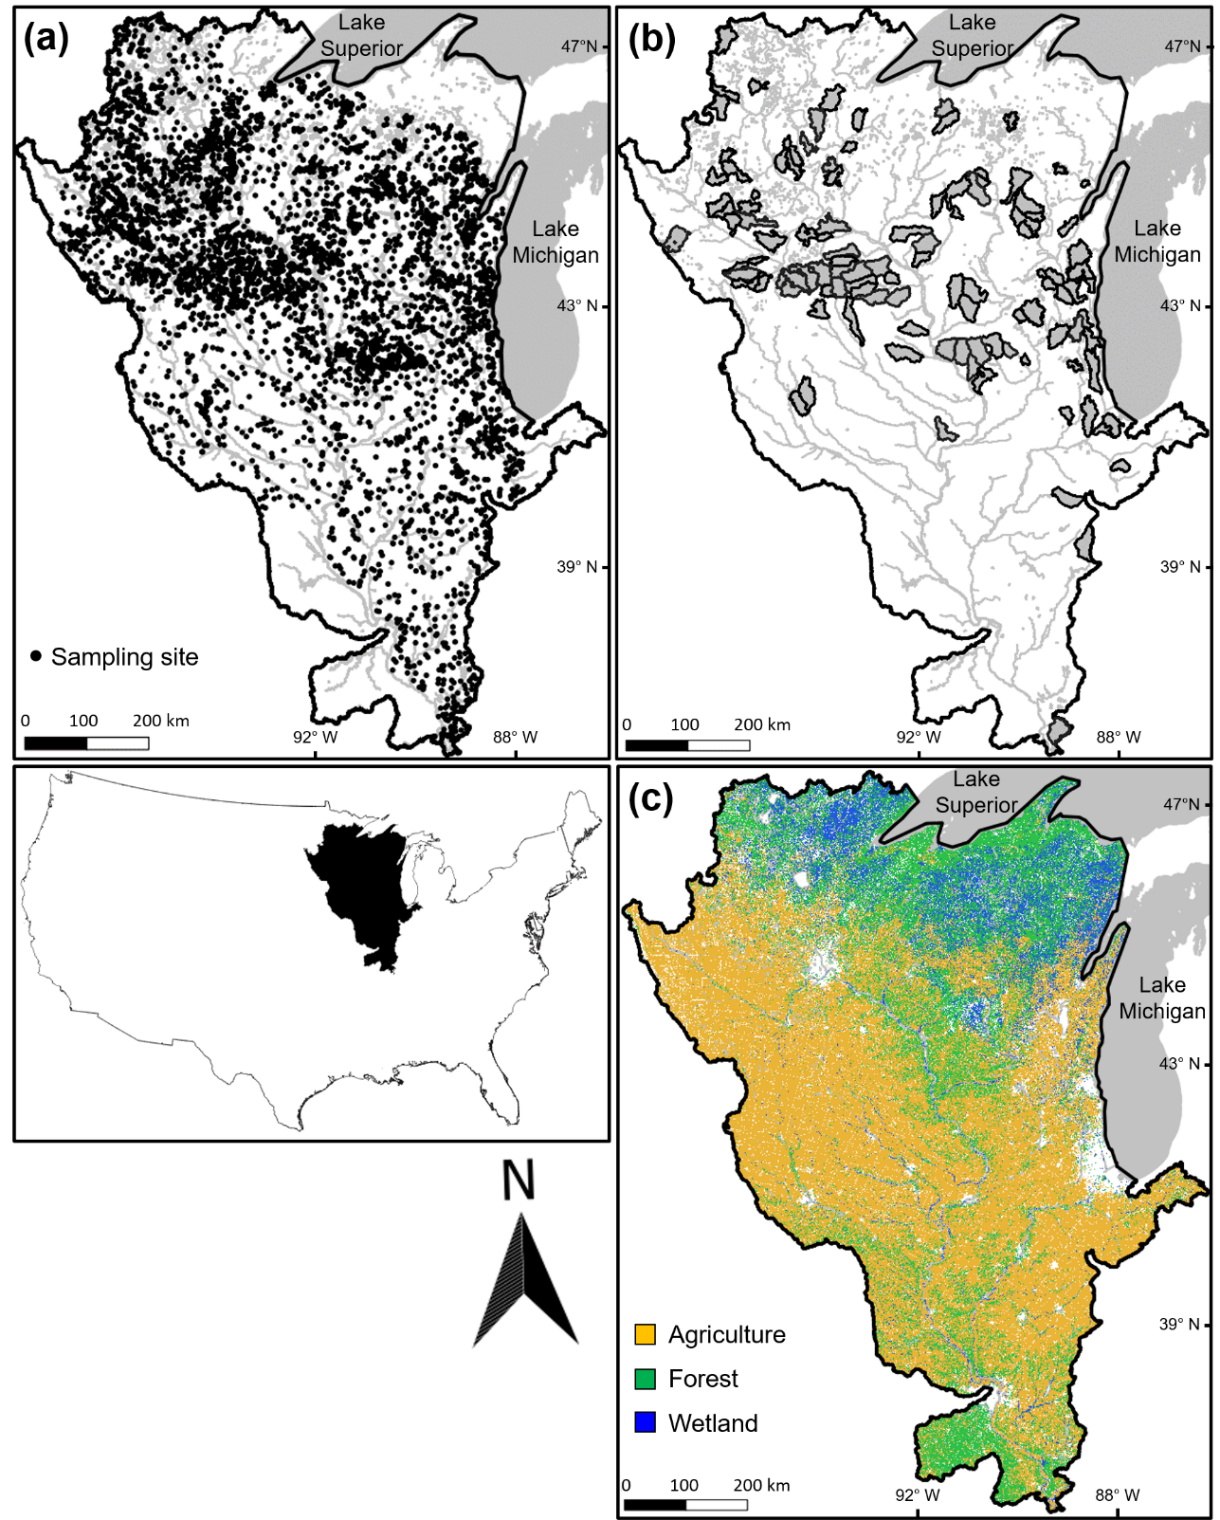 (a)
Lake
Superior
47°N
Lake
Michigan
43° N
39° N
Sampling site
0 100 200 km
92 W 88° W
(b)
Lake
Superior
47°N
Lake
Michigan
43° N
39° N
0 100 200 km
92 W 88° W
N
(c)
Lake
Superior
47°N
Lake
Michigan
43° N
39° N
Agriculture
Forest
Wetland
0 100 200 km
92 W 88° W